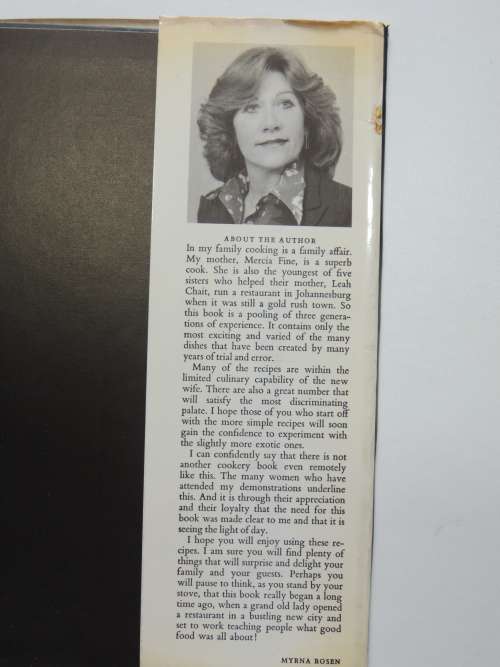 ABOUT THE AUTHOR
In my family cooking is a family affair.
My mother, Mercia Fine, is a superb
cook. She is also the youngest of five
sisters who helped their mother, Leah
Chait, run a restaurant in Johannesburg
when it was still a gold rush town. So
this book is a pooling of three genera-
tions of experience. It contains only the
most exciting and varied of the many
dishes that have been created by many
years of trial and error.
Many of the recipes are within the
limited culinary capability of the new
wife. There are also a great number that
will satisfy the most discriminating
palate. I hope those of you who start off
with the more simple recipes will soon
gain the confidence to experiment with
the slightly more exotic ones.
I can confidently say that there is not
another cookery book even remotely
like this. The many women who have
attended my demonstrations underline
this. And it is through their appreciation
and their loyalty that the need for this
book was made clear to me and that it is
seeing the light of day.
I hope you will enjoy using these re-
cipes. I am sure you will find plenty of
things that will surprise and delight your
family and your guests. Perhaps you
will pause to think, as you stand by your
stove, that this book really began a long
time ago, when a grand old lady opened
a restaurant in a bustling new city and
set to work teaching people what good
food was all about!
MYRNA ROSEN